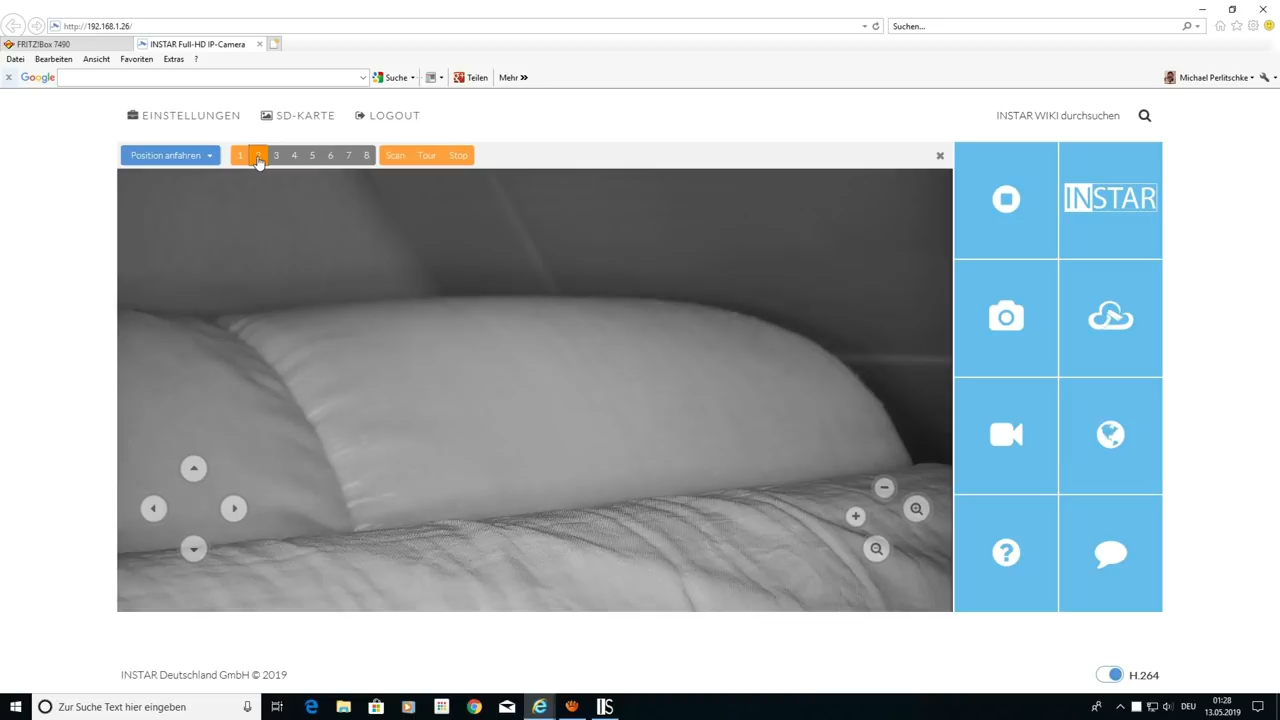 http://192.168.1.26/
Suchen...
FRITZ!Box 7490
INSTAR Full-HD IP-Camera
Datei Bearbeiten Ansicht Favoriten Extras ?
x Google Suche Teilen Mehr »
Michael Perlitschke
EINSTELLUNGEN SD-KARTE LOGOUT
INSTAR WIKI durchsuchen
Position anfahren 1 2 3 4 5 6 7 8 Scan Tour Stop
INSTAR
INSTAR Deutschland GmbH © 2019
H.264
Zur Suche Text hier eingeben
DEU
01:28
13.05.2019